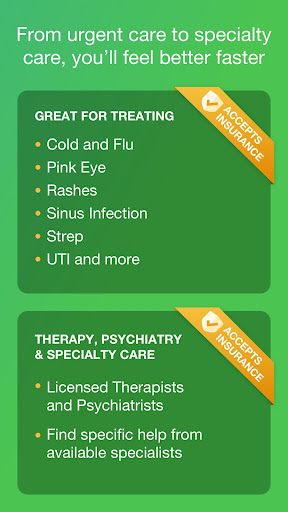 From urgent care to specialty
care, you'll feel better faster
GREAT FOR TREATING
ACCEPTS
INSURANCE
• Cold and Flu
• Pink Eye
• Rashes
• Sinus Infection
• Strep
• UTI and more
THERAPY, PSYCHIATRY
& SPECIALTY CARE
ACCEPTS
INSURANCE
• Licensed Therapists
and Psychiatrists
• Find specific help from
available specialists